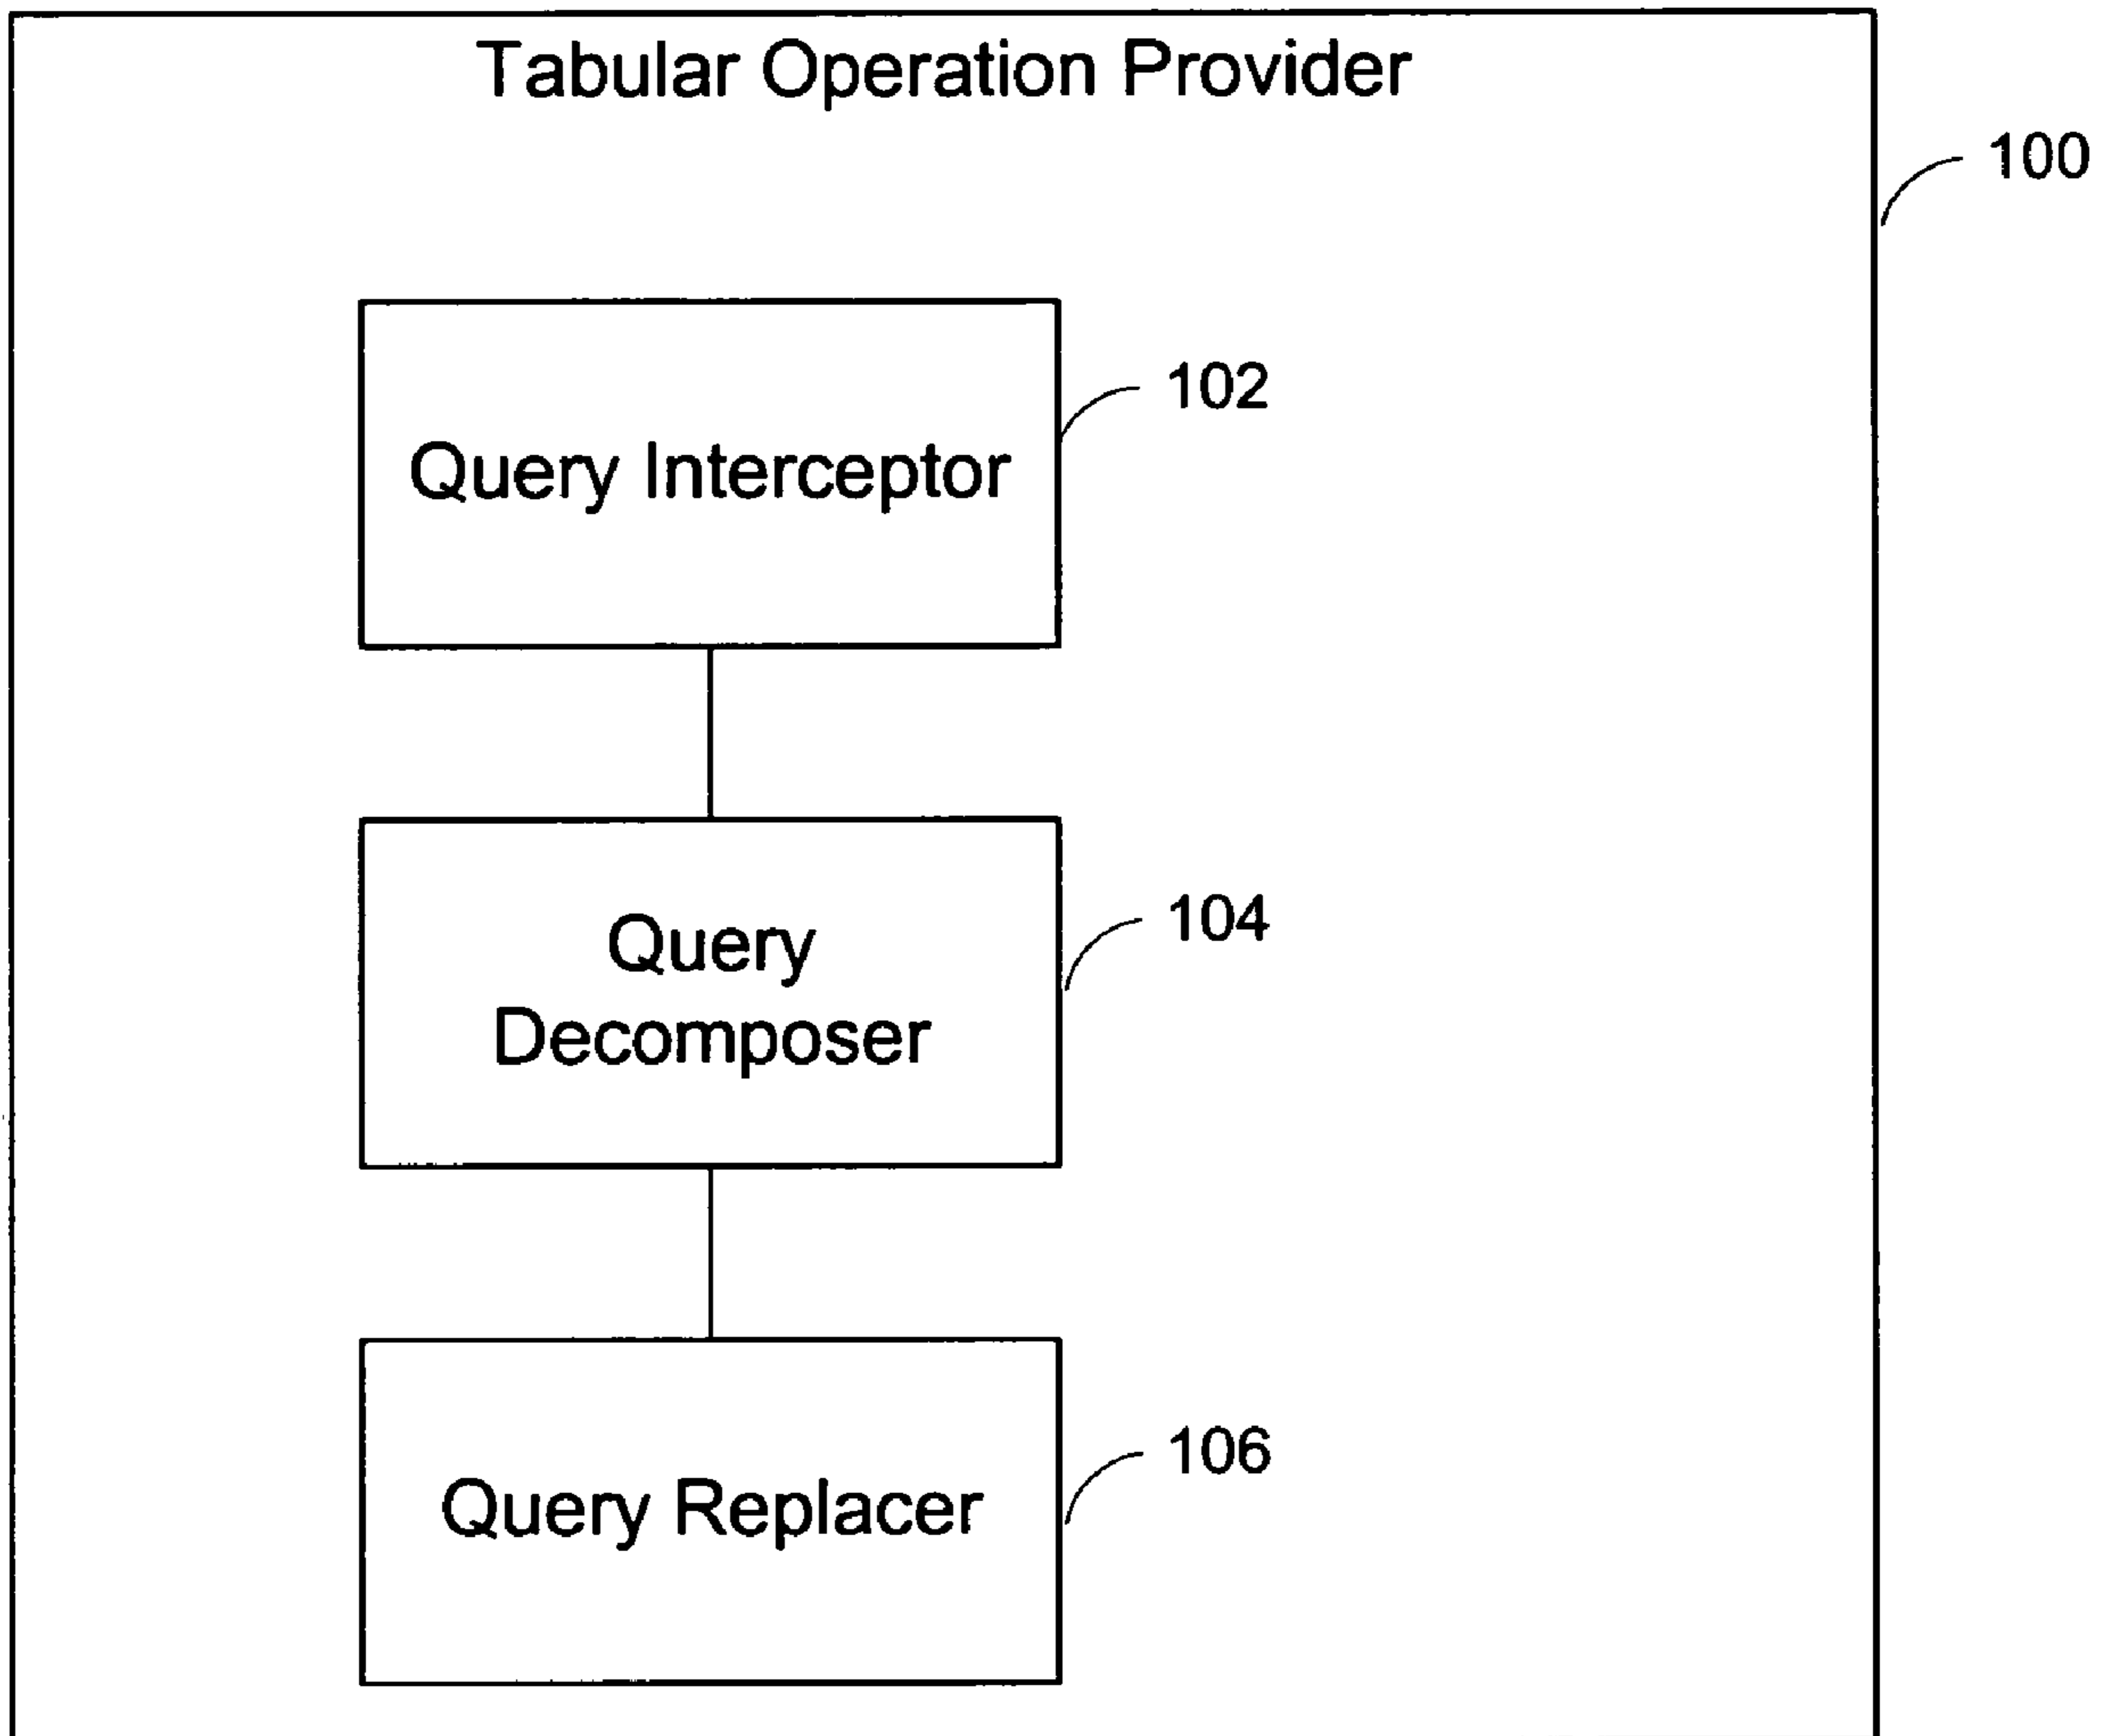 Tabular Operation Provider
100
102
Query Interceptor
104
Query
Decomposer
106
Query Replacer